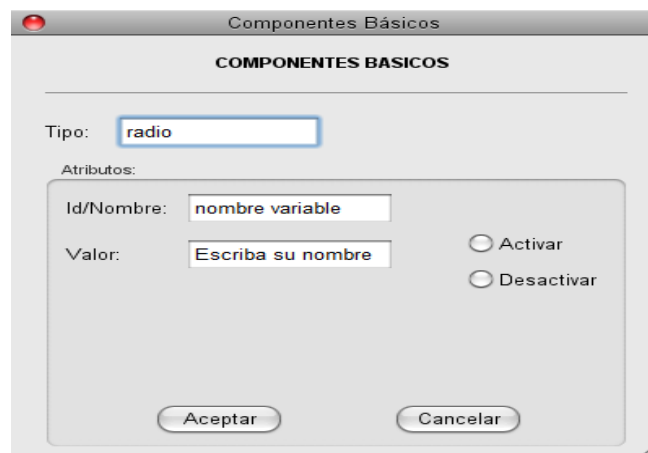 Componentes Básicos
COMPONENTES BASICOS
Tipo: radio
Atributos:
Id/Nombre: nombre variable
Valor: Escriba su nombre
Activar
Desactivar
Aceptar Cancelar